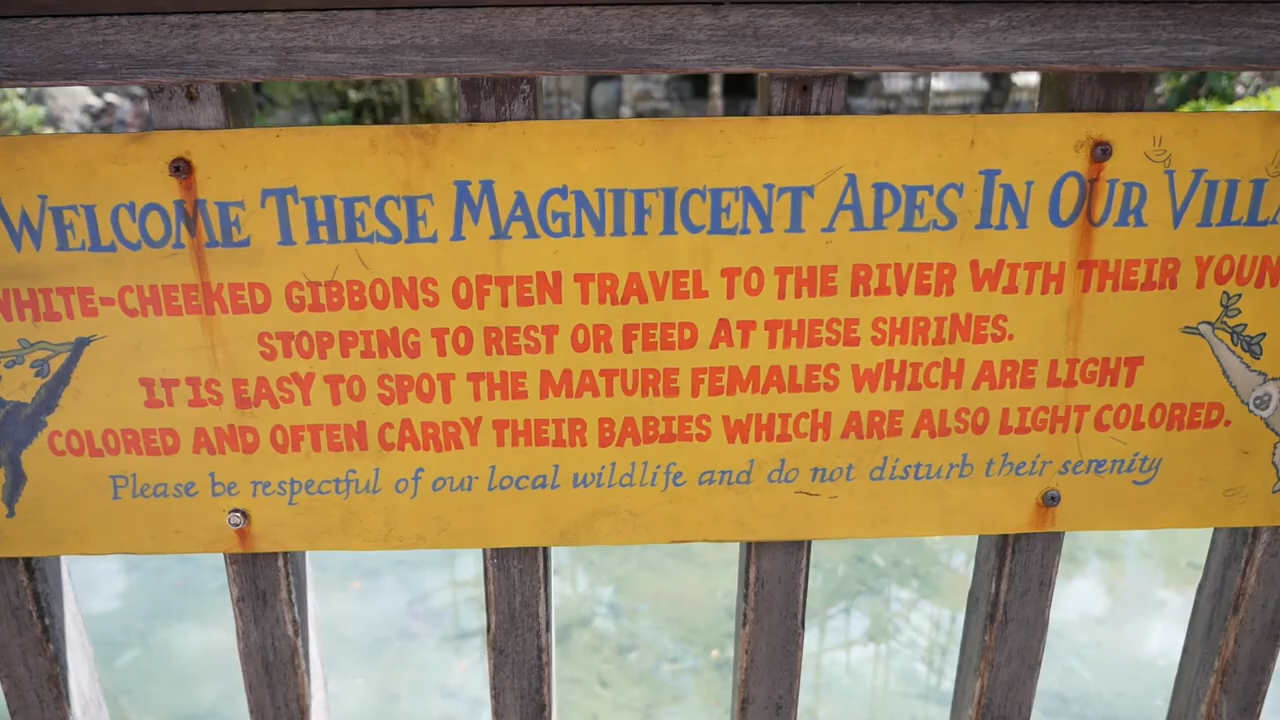 WELCOME THESE MAGNIFICENT APES IN OUR VILLA
WHITE-CHEEKED GIBBONS OFTEN TRAVEL TO THE RIVER WITH THEIR YOUN
STOPPING TO REST OR FEED AT THESE SHRINES.
IT IS EASY TO SPOT THE MATURE FEMALES WHICH ARE LIGHT
COLORED AND OFTEN CARRY THEIR BABIES WHICH ARE ALSO LIGHT COLORED.
Please be respectful of our local wildlife and do not disturb their serenity